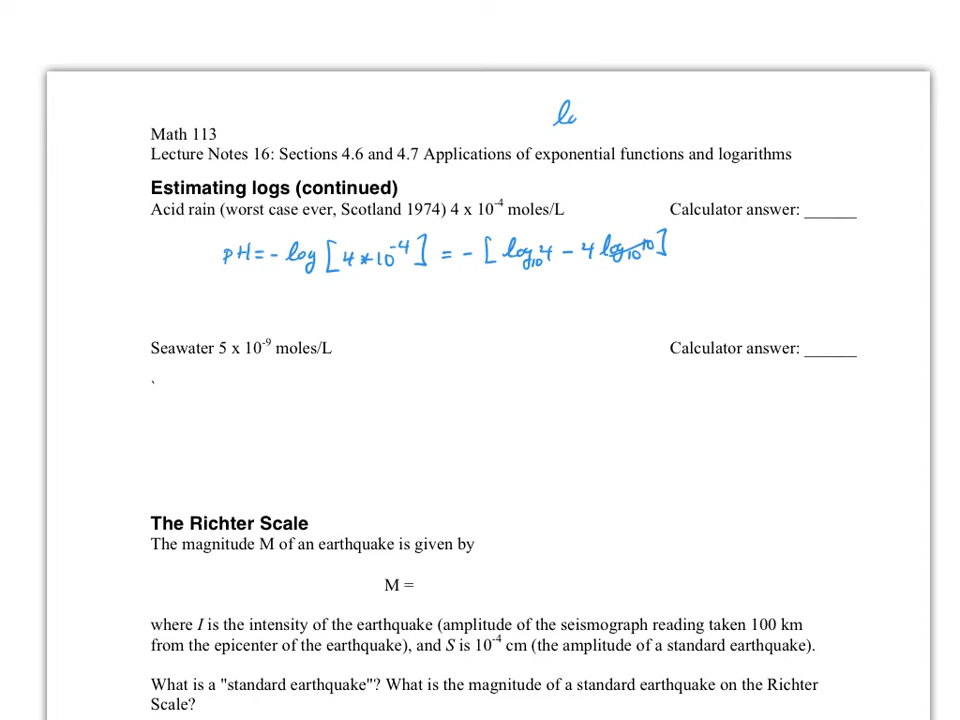 lo
Math 113
Lecture Notes 16: Sections 4.6 and 4.7 Applications of exponential functions and logarithms
Estimating logs (continued)
Acid rain (worst case ever, Scotland 1974) 4 x 10⁻⁴ moles/L Calculator answer: ______
pH = - log [4 * 10⁻⁴] = - [log₁₀4 - 4 log₁₀10]
Seawater 5 x 10⁻⁹ moles/L Calculator answer: ______
`
The Richter Scale
The magnitude M of an earthquake is given by
M =
where I is the intensity of the earthquake (amplitude of the seismograph reading taken 100 km
from the epicenter of the earthquake), and S is 10⁻⁴ cm (the amplitude of a standard earthquake).
What is a "standard earthquake"? What is the magnitude of a standard earthquake on the Richter
Scale?